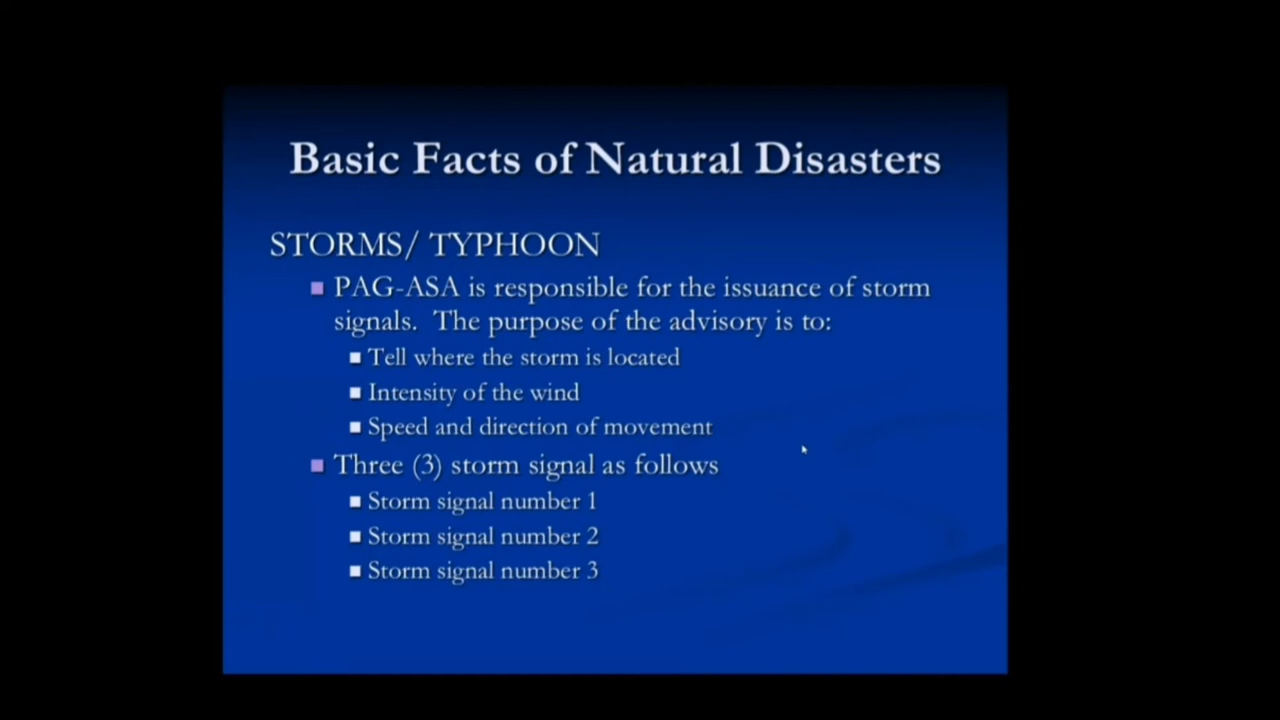 Basic Facts of Natural Disasters
STORMS/ TYPHOON
PAG-ASA is responsible for the issuance of storm
signals. The purpose of the advisory is to:
Tell where the storm is located
Intensity of the wind
Speed and direction of movement
Three (3) storm signal as follows
Storm signal number 1
Storm signal number 2
Storm signal number 3